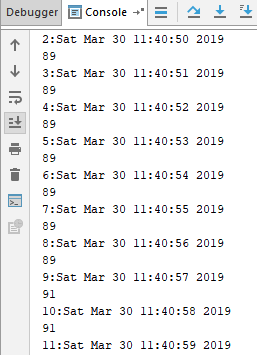 Debugger Console
2:Sat Mar 30 11:40:50 2019
89
3:Sat Mar 30 11:40:51 2019
89
4:Sat Mar 30 11:40:52 2019
89
5:Sat Mar 30 11:40:53 2019
89
6:Sat Mar 30 11:40:54 2019
89
7:Sat Mar 30 11:40:55 2019
89
8:Sat Mar 30 11:40:56 2019
89
9:Sat Mar 30 11:40:57 2019
91
10:Sat Mar 30 11:40:58 2019
91
11:Sat Mar 30 11:40:59 2019